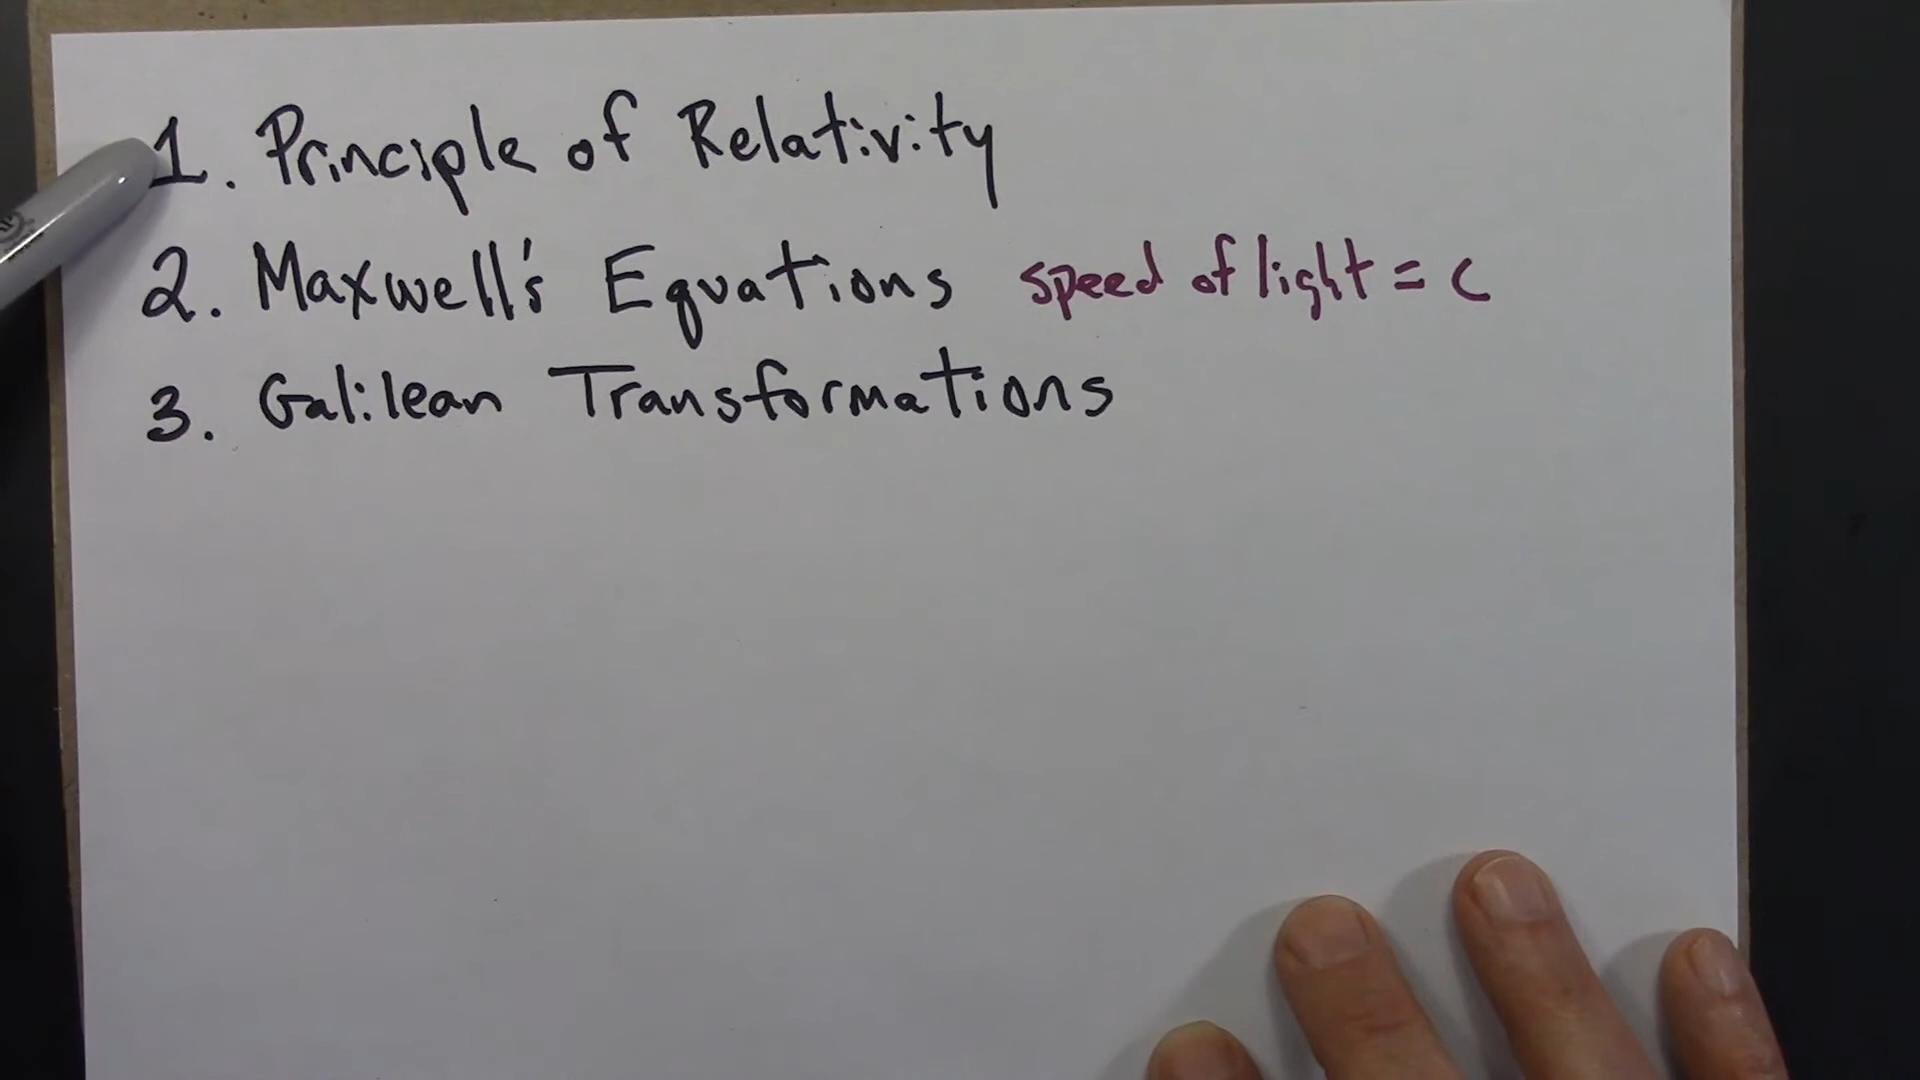 1. Principle of Relativity
2. Maxwell's Equations speed of light = c
3. Galilean Transformations